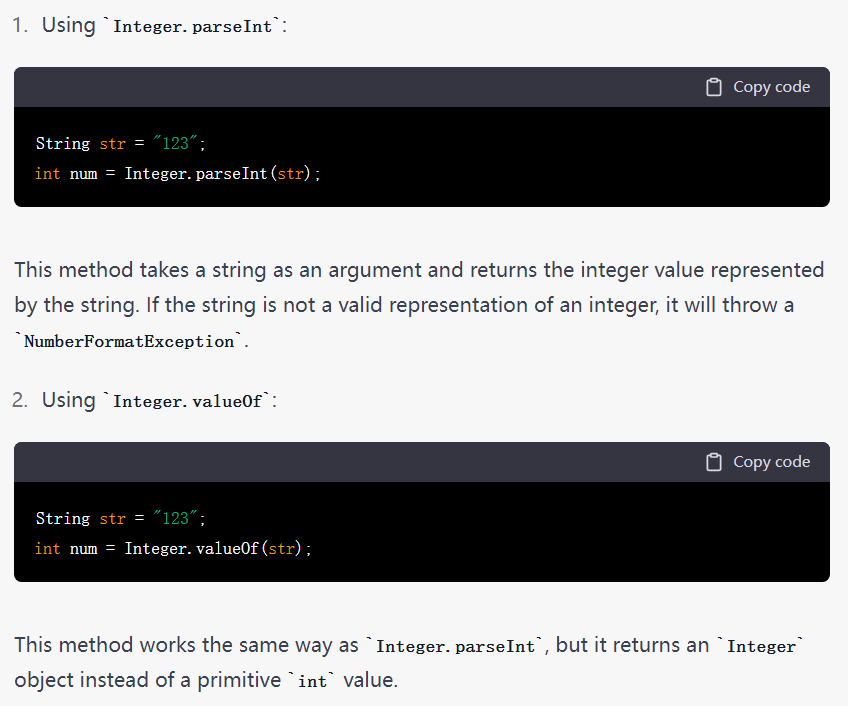 1. Using `Integer.parseInt`:
Copy code
String str = "123";
int num = Integer.parseInt(str);
This method takes a string as an argument and returns the integer value represented
by the string. If the string is not a valid representation of an integer, it will throw a
`NumberFormatException`.
2. Using `Integer.valueOf`:
Copy code
String str = "123";
int num = Integer.valueOf(str);
This method works the same way as `Integer.parseInt`, but it returns an `Integer`
object instead of a primitive `int` value.